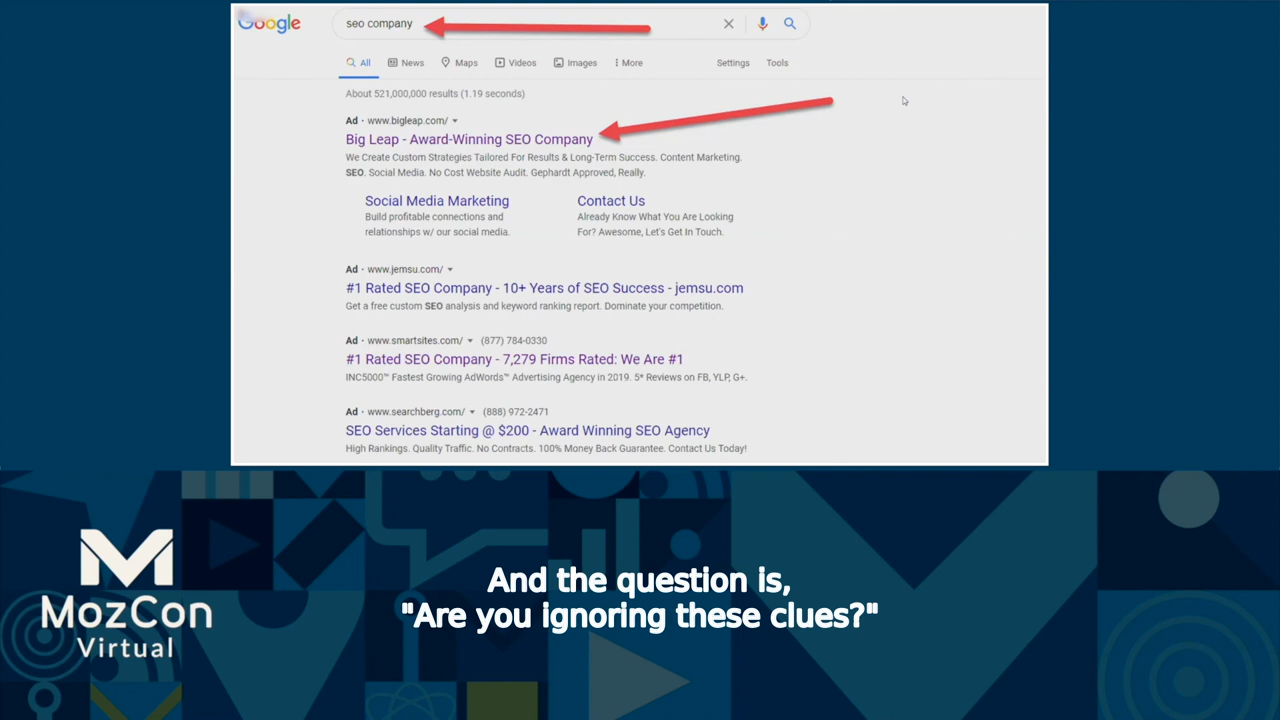 Google
seo company
All News Maps Videos Images More Settings Tools
About 521,000,000 results (1.19 seconds)
Ad · www.bigleap.com/
Big Leap - Award-Winning SEO Company
We Create Custom Strategies Tailored For Results & Long-Term Success. Content Marketing.
SEO. Social Media. No Cost Website Audit. Gephardt Approved, Really.
Social Media Marketing
Build profitable connections and
relationships w/ our social media.
Contact Us
Already Know What You Are Looking
For? Awesome, Let's Get In Touch.
Ad · www.jemsu.com/
#1 Rated SEO Company - 10+ Years of SEO Success - jemsu.com
Get a free custom SEO analysis and keyword ranking report. Dominate your competition.
Ad · www.smartsites.com/ (877) 784-0330
#1 Rated SEO Company - 7,279 Firms Rated: We Are #1
INC5000™ Fastest Growing AdWords™ Advertising Agency in 2019. 5* Reviews on FB, YLP, G+.
Ad · www.searchberg.com/ (888) 972-2471
SEO Services Starting @ $200 - Award Winning SEO Agency
High Rankings. Quality Traffic. No Contracts. 100% Money Back Guarantee. Contact Us Today!
M
MozCon
Virtual
And the question is,
"Are you ignoring these clues?"